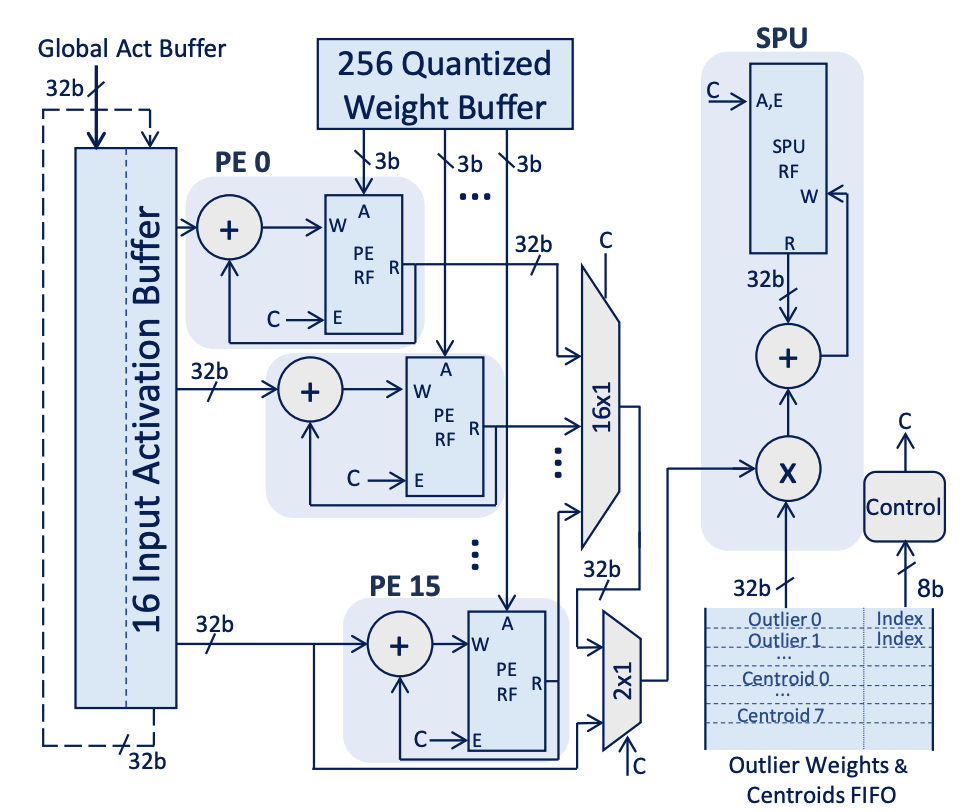 Global Act Buffer
32b
256 Quantized
Weight Buffer
SPU
C
A,E
SPU
RF
W
R
32b
PE 0
3b
3b
3b
...
16 Input Activation Buffer
+
W
A
PE
RF
R
E
C
32b
C
32b
+
W
A
PE
RF
R
E
C
16x1
...
...
+
X
C
Control
32b
8b
PE 15
32b
32b
+
W
A
PE
RF
R
E
C
2x1
C
32b
Outlier 0 Index
Outlier 1 Index
...
Centroid 0
...
Centroid 7
Outlier Weights &
Centroids FIFO